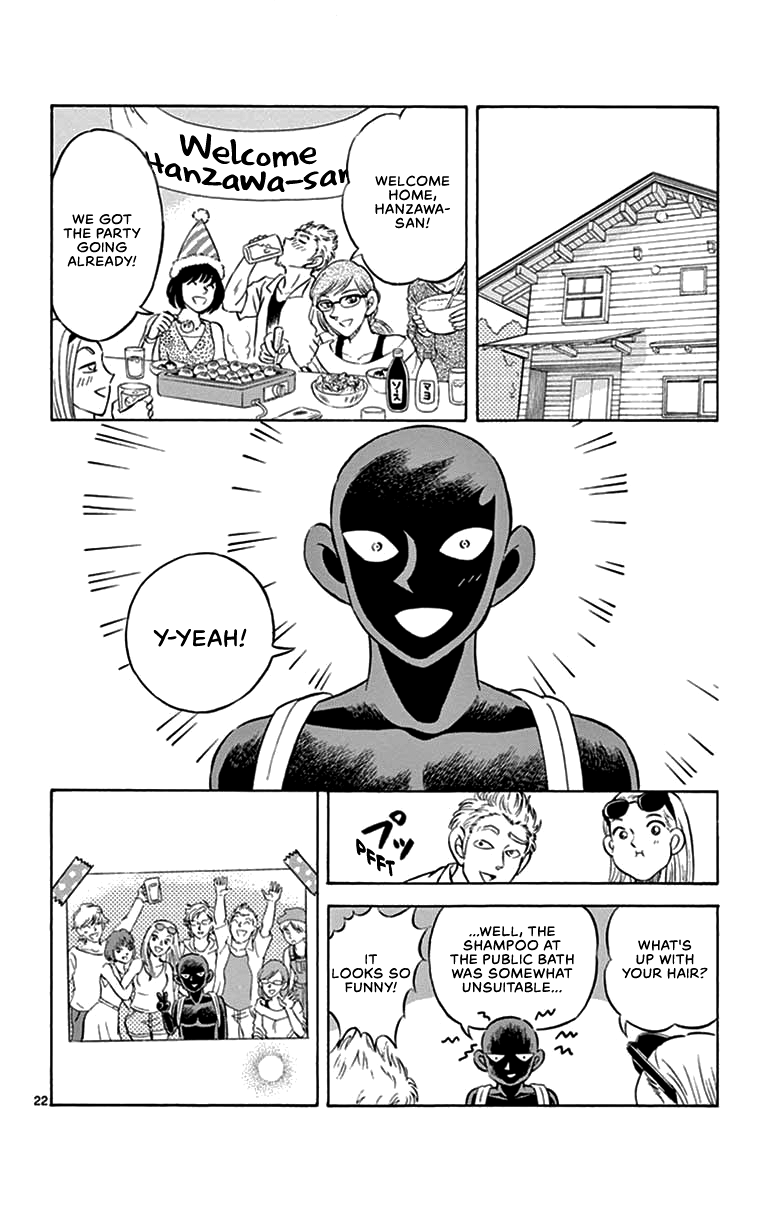 WELCOME
HOME,
HANZAWA-
SAN!
Welcome
HanZaWa-san
WE GOT
THE PARTY
GOING
ALREADY!
ソース
マヨ
Y-YEAH!
プッ
PFFT
WHAT'S
UP WITH
YOUR HAIR?
...WELL, THE
SHAMPOO AT
THE PUBLIC BATH
WAS SOMEWHAT
UNSUITABLE...
IT
LOOKS SO
FUNNY!
22